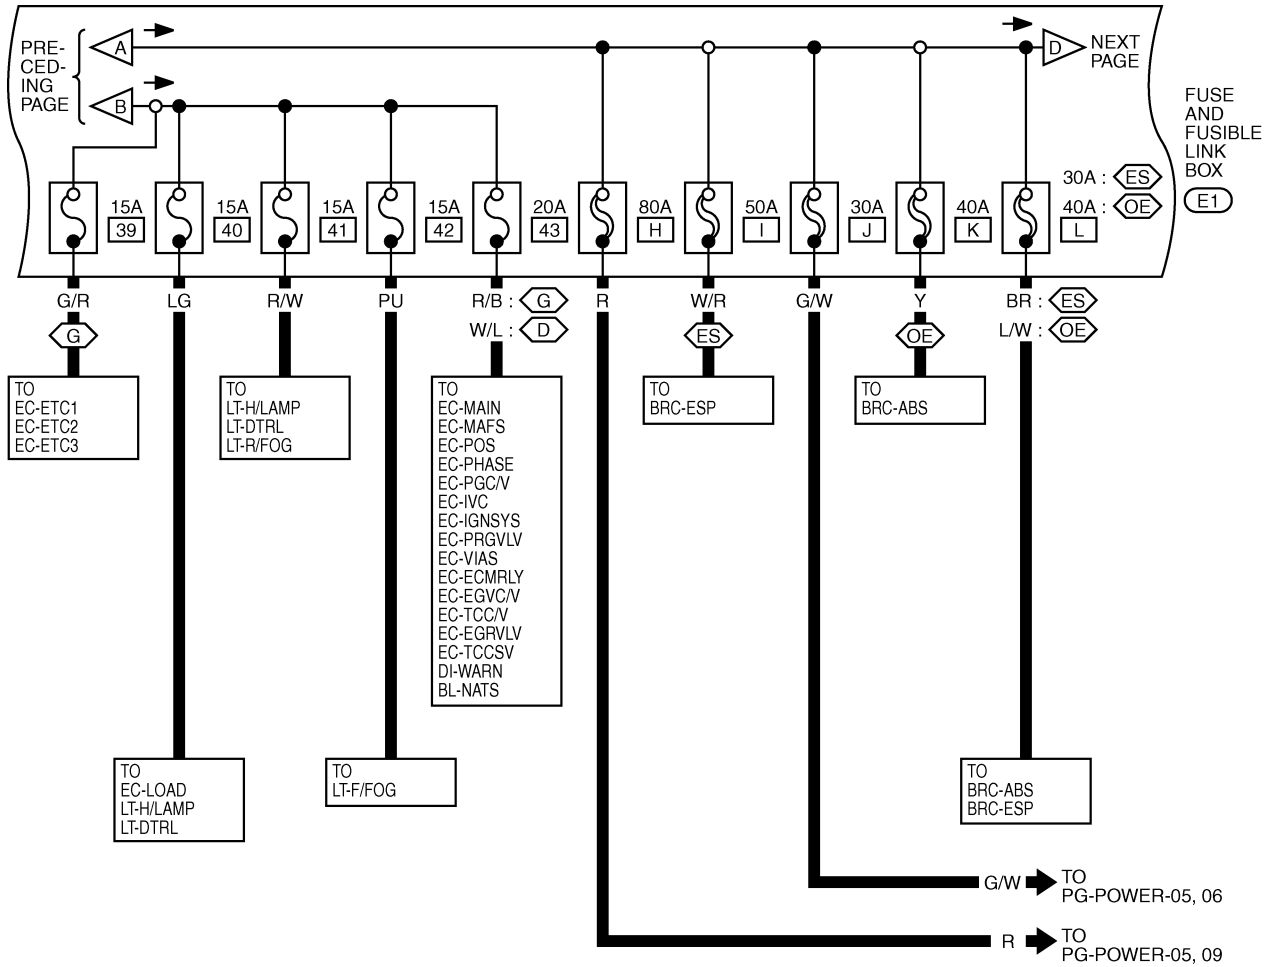 PRE-
CED-
ING
PAGE
A
B
D
NEXT
PAGE
FUSE
AND
FUSIBLE
LINK
BOX
E1
30A : ES
40A : OE
15A
39
15A
40
15A
41
15A
42
20A
43
80A
H
50A
I
30A
J
40A
K
L
G/R
LG
R/W
PU
R/B : G
W/L : D
R
W/R
G/W
Y
BR : ES
L/W : OE
G
ES
OE
TO
EC-ETC1
EC-ETC2
EC-ETC3
TO
LT-H/LAMP
LT-DTRL
LT-R/FOG
TO
EC-MAIN
EC-MAFS
EC-POS
EC-PHASE
EC-PGC/V
EC-IVC
EC-IGNSYS
EC-PRGVLV
EC-VIAS
EC-ECMRLY
EC-EGVC/V
EC-TCC/V
EC-EGRVLV
EC-TCCSV
DI-WARN
BL-NATS
TO
BRC-ESP
TO
BRC-ABS
TO
EC-LOAD
LT-H/LAMP
LT-DTRL
TO
LT-F/FOG
TO
BRC-ABS
BRC-ESP
G/W
TO
PG-POWER-05, 06
R
TO
PG-POWER-05, 09